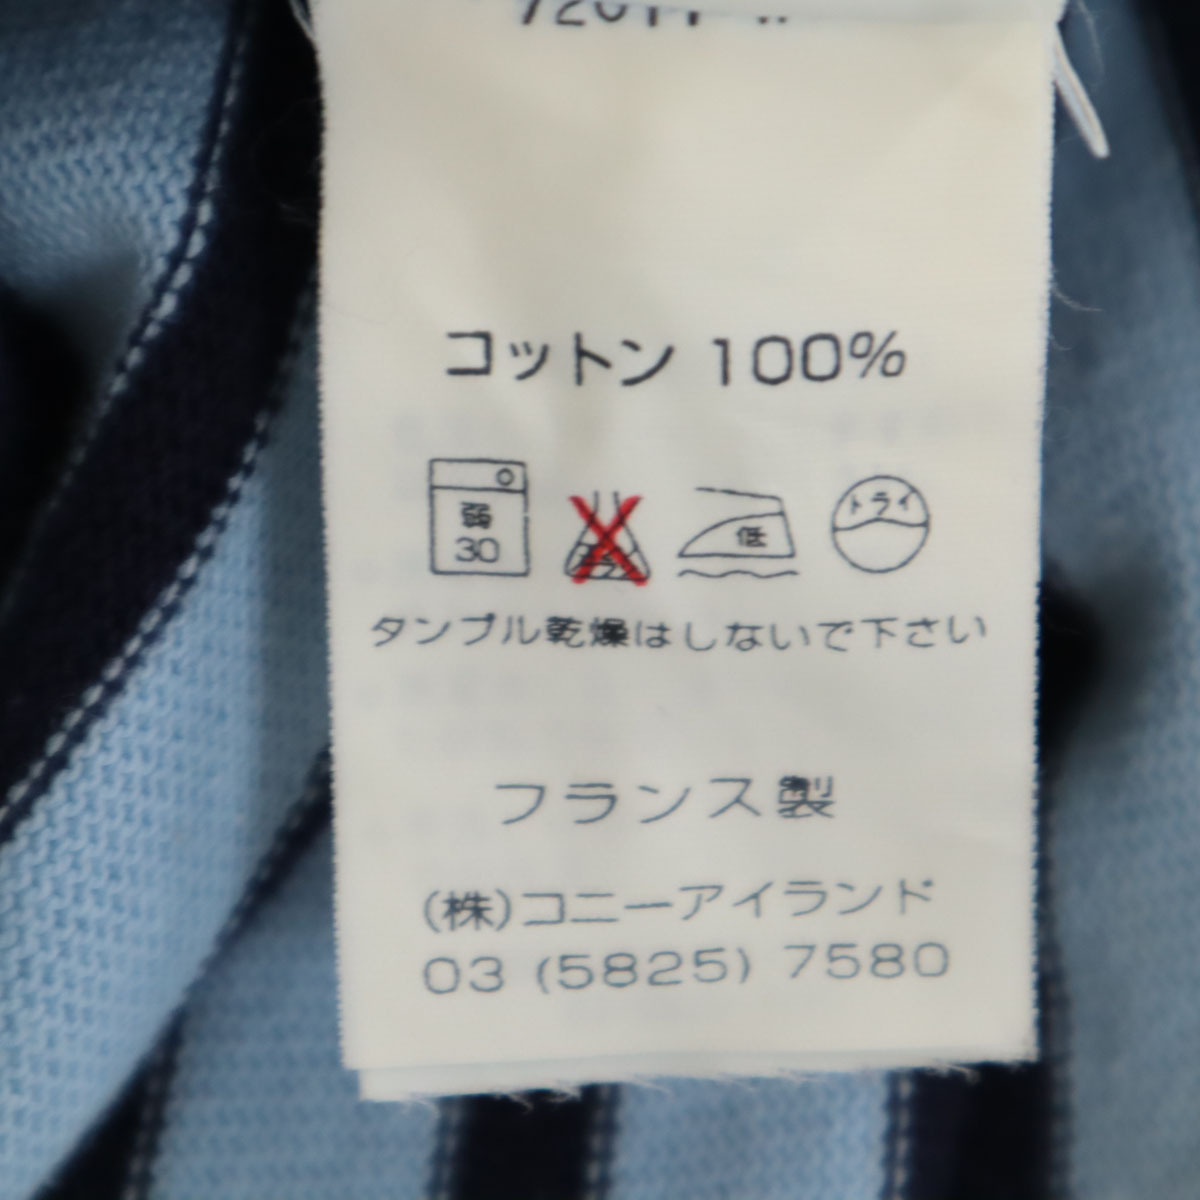 コットン 100%
弱 30 低 ドライ
タンブル乾燥はしないで下さい
フランス製
(株)コニーアイランド
03 (5825) 7580